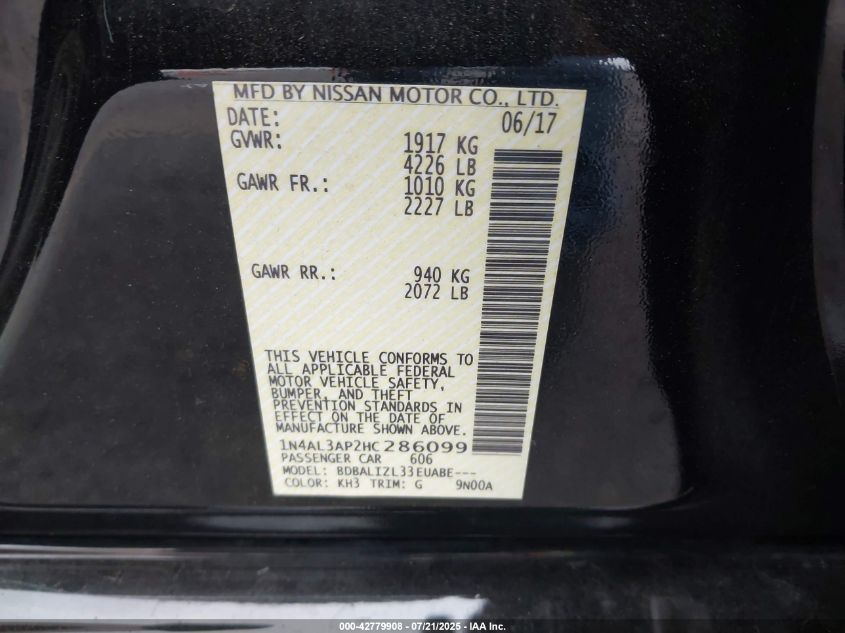 MFD BY NISSAN MOTOR CO., LTD.
DATE: 06/17
GVWR: 1917 KG
4226 LB
GAWR FR.: 1010 KG
2227 LB
GAWR RR.: 940 KG
2072 LB
THIS VEHICLE CONFORMS TO
ALL APPLICABLE FEDERAL
MOTOR VEHICLE SAFETY,
BUMPER, AND THEFT
PREVENTION STANDARDS IN
EFFECT ON THE DATE OF
MANUFACTURE SHOWN ABOVE.
1N4AL3AP2HC286099
PASSENGER CAR 606
MODEL: BDBALIZL33EUABE---
COLOR: KH3 TRIM: G 9N00A
000-42779908 - 07/21/2025 - IAA Inc.